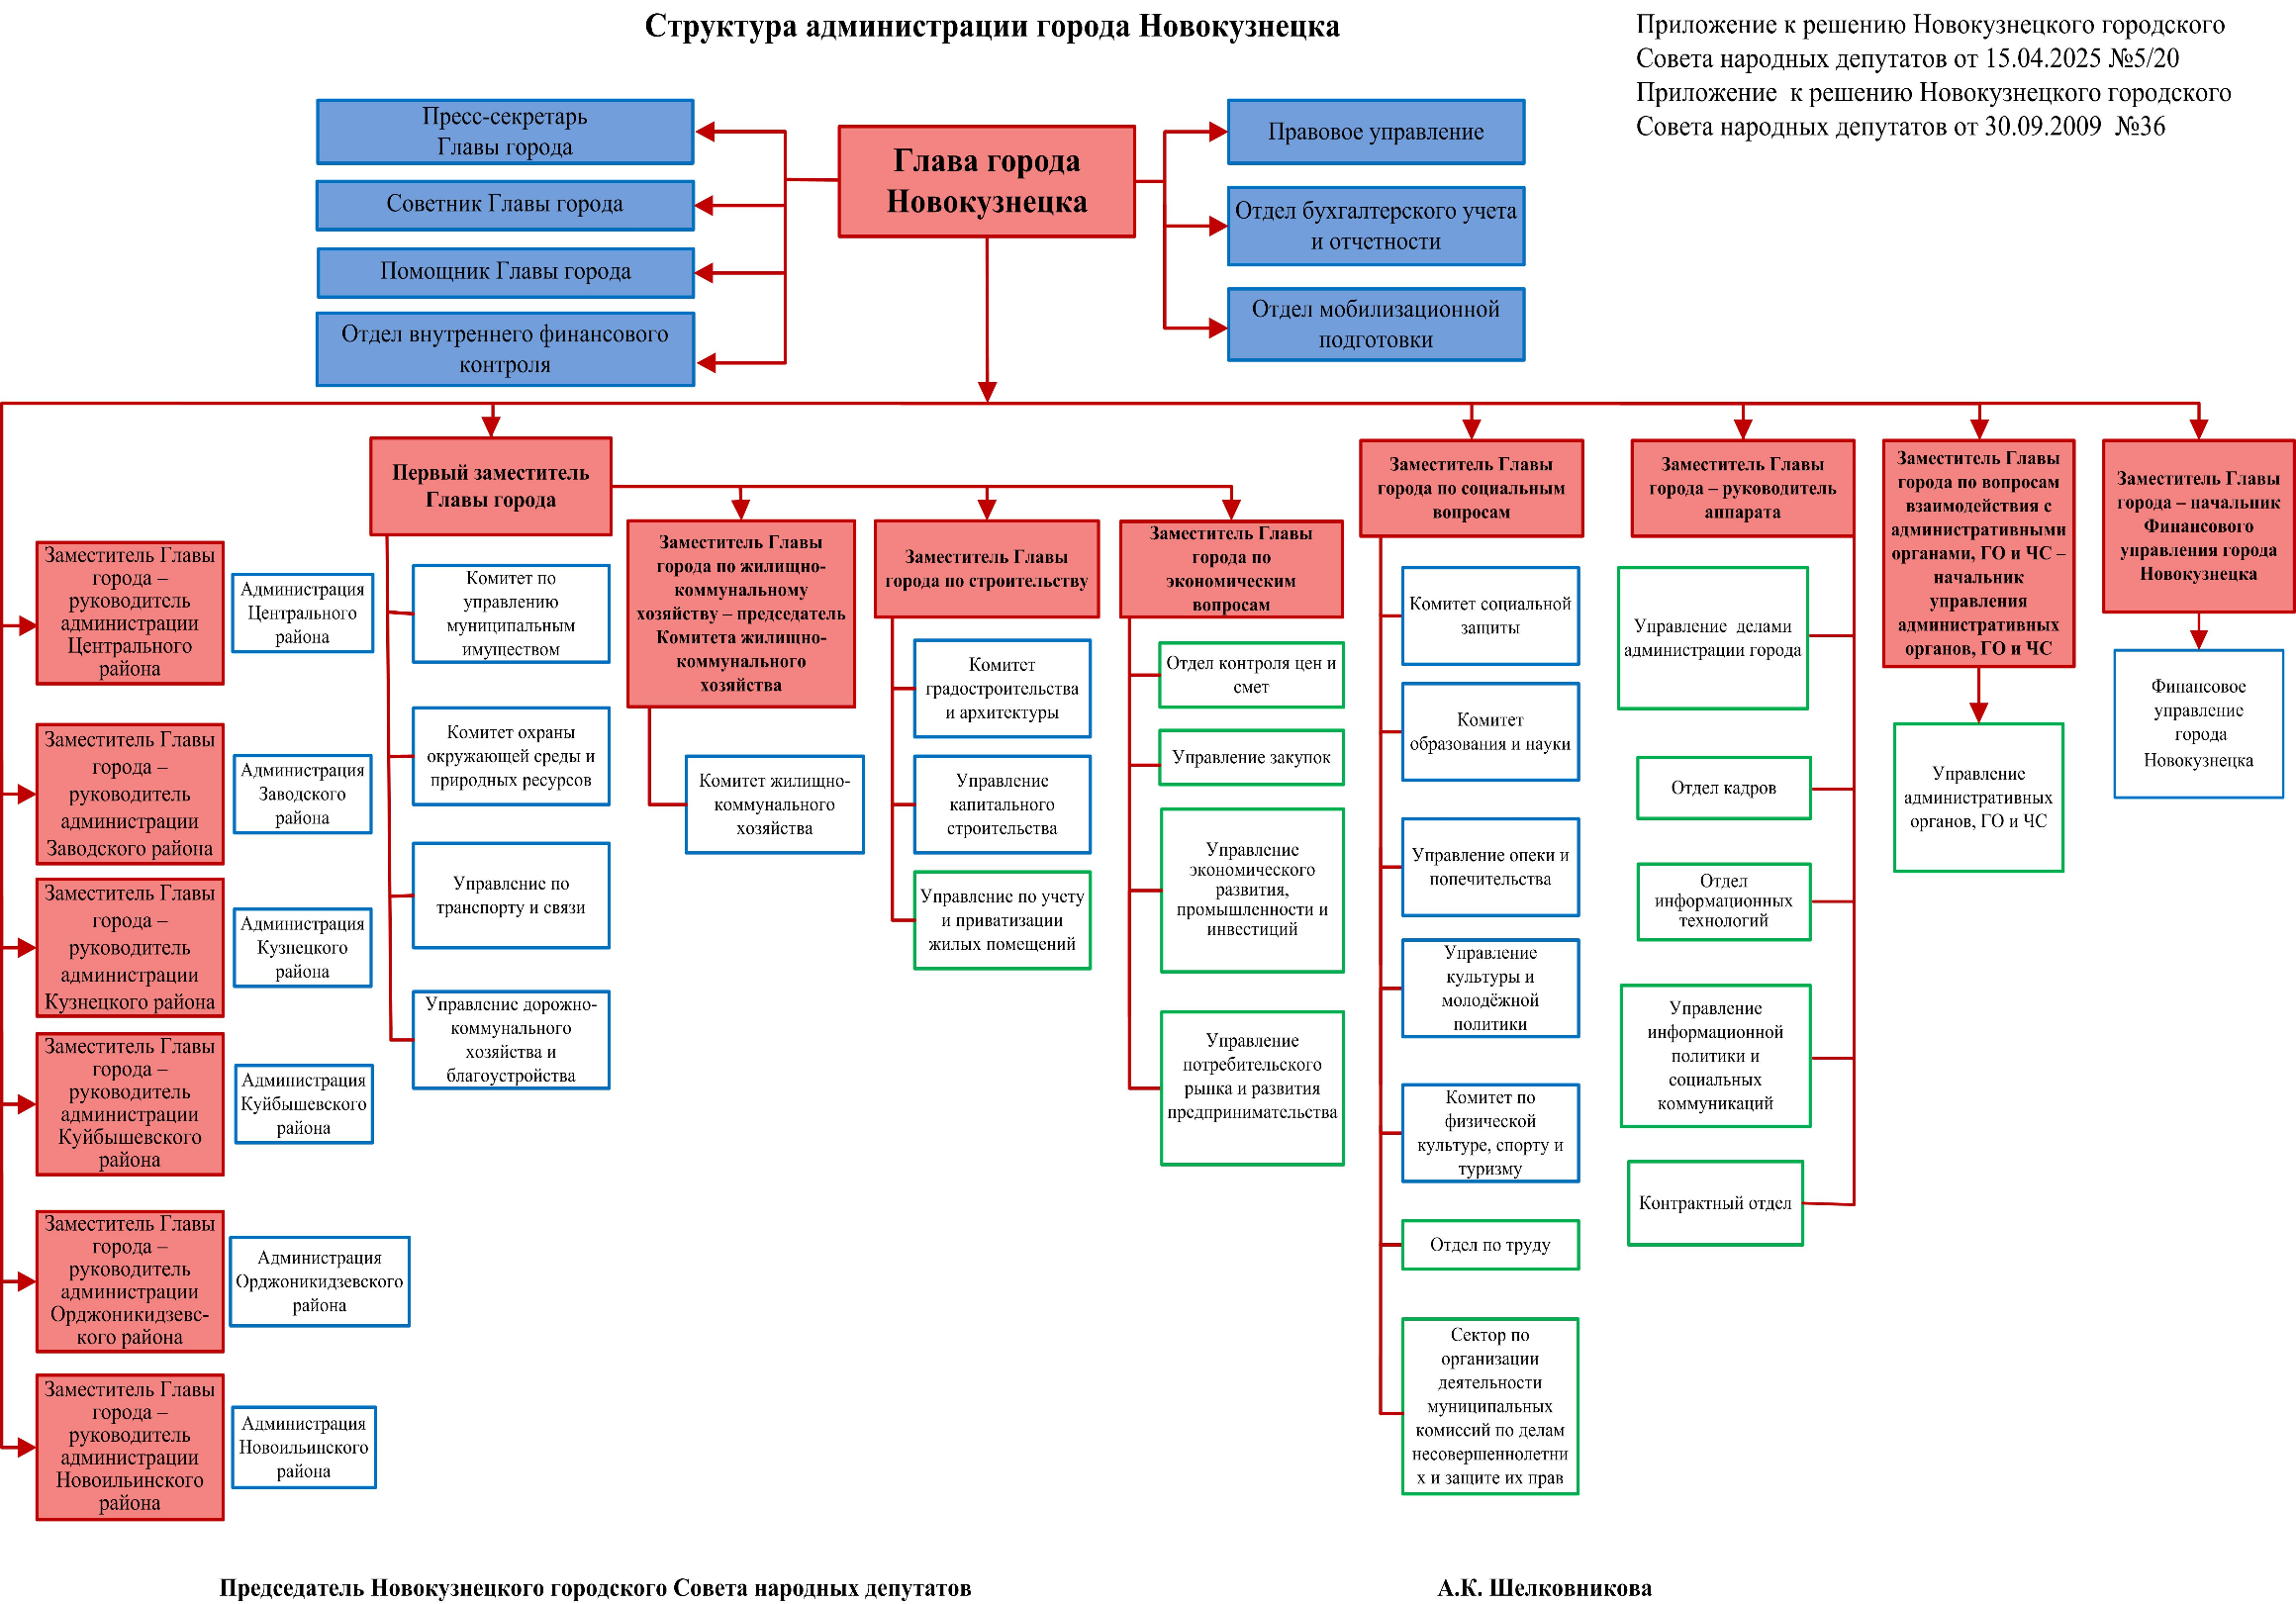 Структура администрации города Новокузнецка
Приложение к решению Новокузнецкого городского
Совета народных депутатов от 15.04.2025 №5/20
Приложение к решению Новокузнецкого городского
Совета народных депутатов от 30.09.2009 №36
Пресс-секретарь
Главы города
Советник Главы города
Помощник Главы города
Отдел внутреннего финансового
контроля
Глава города
Новокузнецка
Правовое управление
Отдел бухгалтерского учета
и отчетности
Отдел мобилизационной
подготовки
Заместитель Главы
города –
руководитель
администрации
Центрального
района
Администрация
Центрального
района
Заместитель Главы
города –
руководитель
администрации
Заводского района
Администрация
Заводского
района
Заместитель Главы
города –
руководитель
администрации
Кузнецкого района
Администрация
Кузнецкого
района
Заместитель Главы
города –
руководитель
администрации
Куйбышевского
района
Администрация
Куйбышевского
района
Заместитель Главы
города –
руководитель
администрации
Орджоникидзевс-
кого района
Администрация
Орджоникидзевского
района
Заместитель Главы
города –
руководитель
администрации
Новоильинского
района
Администрация
Новоильинского
района
Первый заместитель
Главы города
Комитет по
управлению
муниципальным
имуществом
Комитет охраны
окружающей среды и
природных ресурсов
Управление по
транспорту и связи
Управление дорожно-
коммунального
хозяйства и
благоустройства
Заместитель Главы
города по жилищно-
коммунальному
хозяйству – председатель
Комитета жилищно-
коммунального
хозяйства
Комитет жилищно-
коммунального
хозяйства
Заместитель Главы
города по строительству
Комитет
градостроительства
и архитектуры
Управление
капитального
строительства
Управление по учету
и приватизации
жилых помещений
Заместитель Главы
города по
экономическим
вопросам
Отдел контроля цен и
смет
Управление закупок
Управление
экономического
развития,
промышленности и
инвестиций
Управление
потребительского
рынка и развития
предпринимательства
Заместитель Главы
города по социальным
вопросам
Комитет социальной
защиты
Комитет
образования и науки
Управление опеки и
попечительства
Управление
культуры и
молодёжной
политики
Комитет по
физической
культуре, спорту и
туризму
Отдел по труду
Сектор по
организации
деятельности
муниципальных
комиссий по делам
несовершеннолетни
х и защите их прав
Заместитель Главы
города – руководитель
аппарата
Управление делами
администрации города
Отдел кадров
Отдел
информационных
технологий
Управление
информационной
политики и
социальных
коммуникаций
Контрактный отдел
Заместитель Главы
города по вопросам
взаимодействия с
административными
органами, ГО и ЧС –
начальник
управления
административных
органов, ГО и ЧС
Управление
административных
органов, ГО и ЧС
Заместитель Главы
города – начальник
Финансового
управления города
Новокузнецка
Финансовое
управление
города
Новокузнецка
Председатель Новокузнецкого городского Совета народных депутатов
А.К. Шелковникова